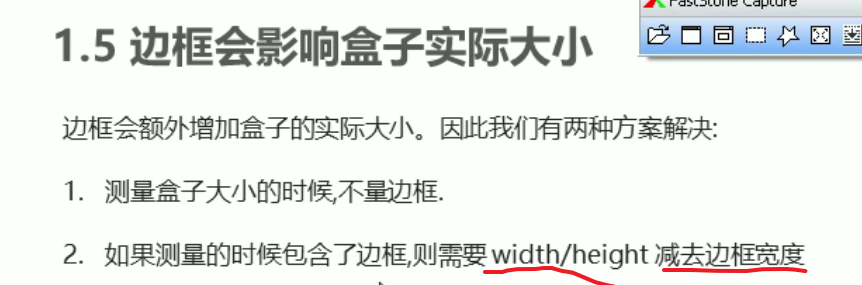 FastStone Capture
1.5 边框会影响盒子实际大小
边框会额外增加盒子的实际大小。因此我们有两种方案解决:
1. 测量盒子大小的时候,不量边框.
2. 如果测量的时候包含了边框,则需要 width/height 减去边框宽度